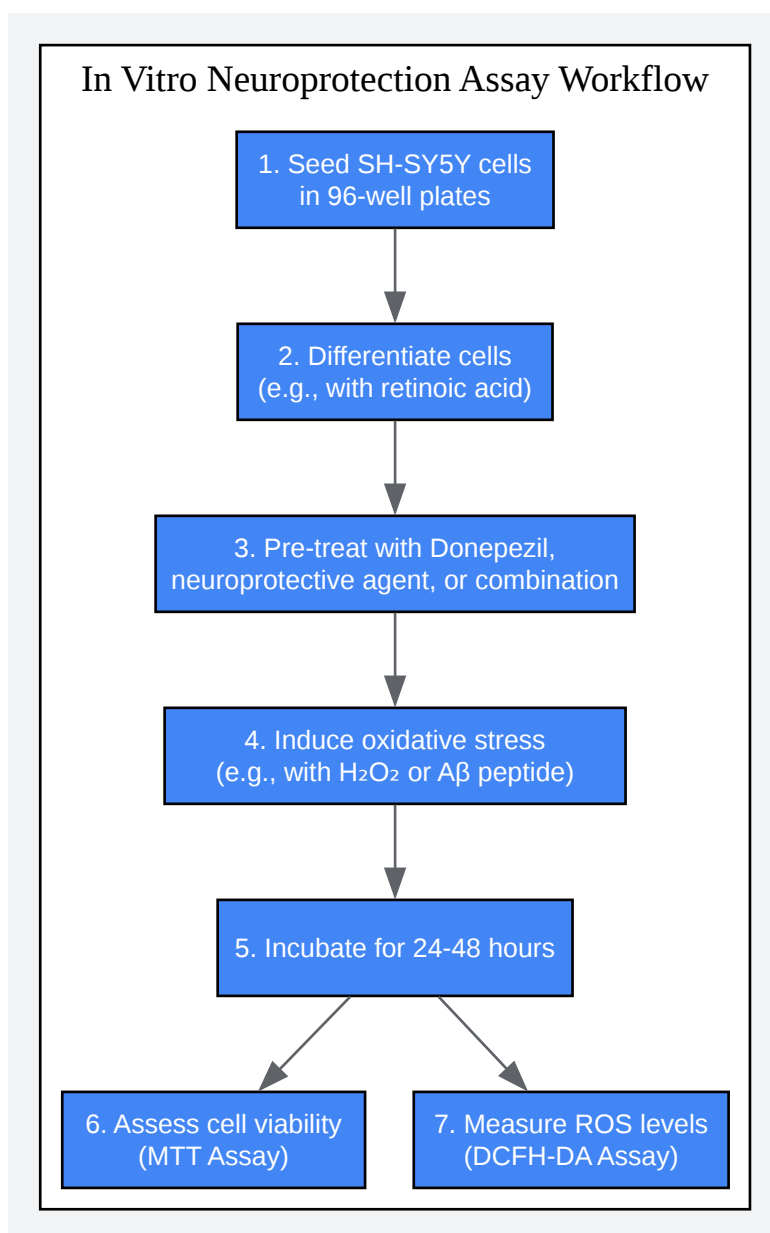 In Vitro Neuroprotection Assay Workflow
1. Seed SH-SY5Y cells
in 96-well plates
2. Differentiate cells
(e.g., with retinoic acid)
3. Pre-treat with Donepezil,
neuroprotective agent, or combination
4. Induce oxidative stress
(e.g., with H₂O₂ or Aβ peptide)
5. Incubate for 24-48 hours
6. Assess cell viability
(MTT Assay)
7. Measure ROS levels
(DCFH-DA Assay)